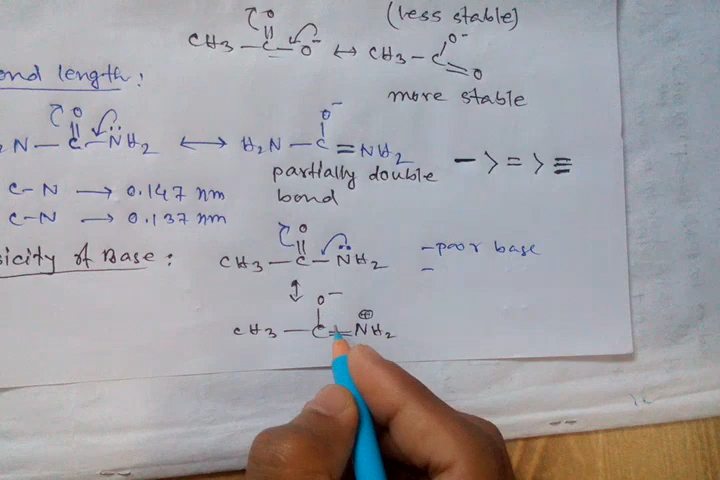 (less stable)
O O-
CH3 - C - O- ↔ CH3 - C = O
more stable
ond length:
O O-
2N - C - NH2 ↔ H2N - C = NH2
partially double bond
- > = > ≡
C-N → 0.147 nm
C-N → 0.137 nm
sicity of Base:
O
CH3 - C - NH2 - poor base
-
↕
O- ⊕
CH3 - C = NH2